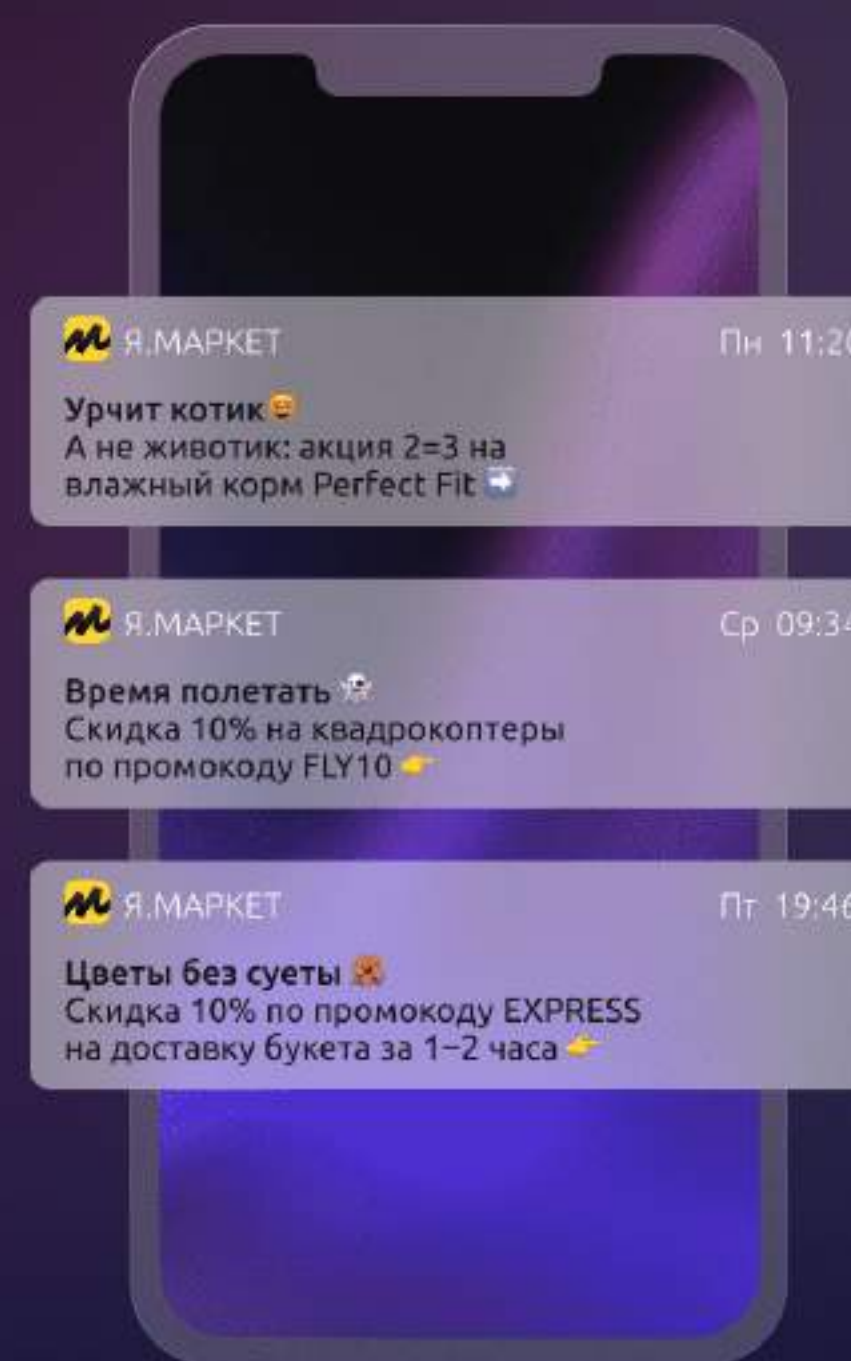 Я.МАРКЕТ Пн 11:20
Урчит котик
А не животик: акция 2=3 на
влажный корм Perfect Fit
Я.МАРКЕТ Ср 09:34
Время полетать
Скидка 10% на квадрокоптеры
по промокоду FLY10
Я.МАРКЕТ Пт 19:46
Цветы без суеты
Скидка 10% по промокоду EXPRESS
на доставку букета за 1–2 часа